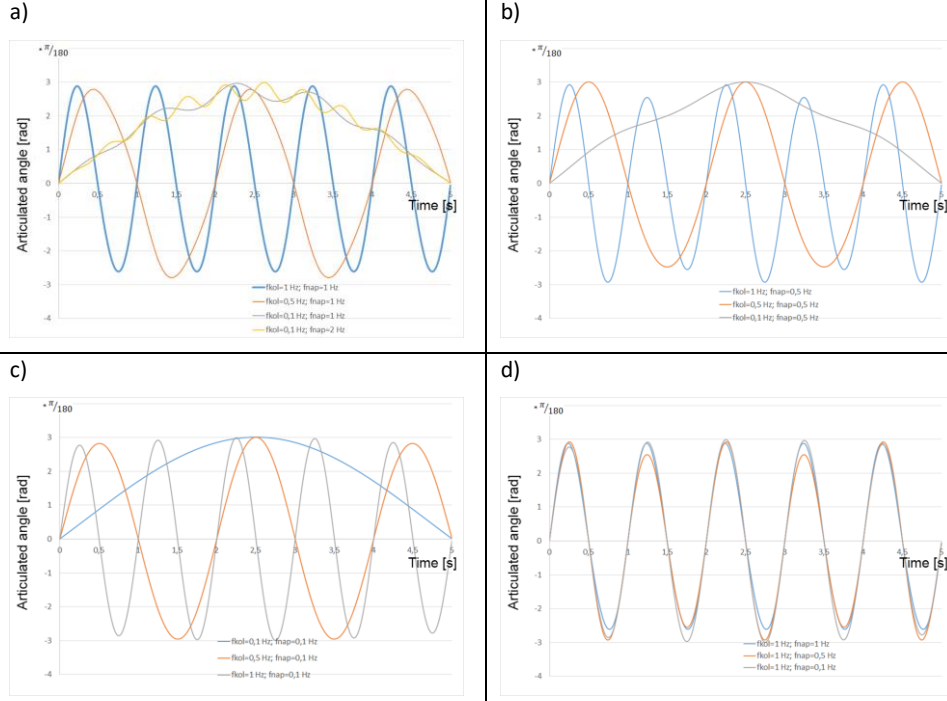 a)
* π/180
Articulated angle [rad]
4
3
2
1
0
-1
-2
-3
-4
0 0,5 1 1,5 2 2,5 3 3,5 4 4,5 5
Time [s]
fkol=1 Hz; fnap=1 Hz
fkol=0,5 Hz; fnap=1 Hz
fkol=0,1 Hz; fnap=1 Hz
fkol=0,1 Hz; fnap=2 Hz
b)
* π/180
Articulated angle [rad]
3
2
1
0
-1
-2
-3
-4
0 0,5 1 1,5 2 2,5 3 3,5 4 4,5 5
Time [s]
fkol=1 Hz; fnap=0,5 Hz
fkol=0,5 Hz; fnap=0,5 Hz
fkol=0,1 Hz; fnap=0,5 Hz
c)
* π/180
Articulated angle [rad]
3
2
1
0
-1
-2
-3
-4
0 0,5 1 1,5 2 2,5 3 3,5 4 4,5 5
Time [s]
fkol=0,1 Hz; fnap=0,1 Hz
fkol=0,5 Hz; fnap=0,1 Hz
fkol=1 Hz; fnap=0,1 Hz
d)
* π/180
Articulated angle [rad]
3
2
1
0
-1
-2
-3
-4
0 0,5 1 1,5 2 2,5 3 3,5 4 4,5 5
Time [s]
fkol=1 Hz; fnap=1 Hz
fkol=1 Hz; fnap=0,5 Hz
fkol=1 Hz; fnap=0,1 Hz